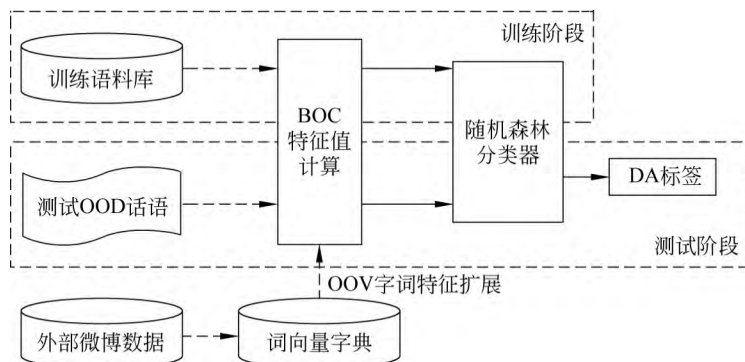 训练阶段
训练语料库
BOC
特征值
计算
随机森林
分类器
测试OOD话语
DA标签
测试阶段
OOV字词特征扩展
外部微博数据
词向量字典